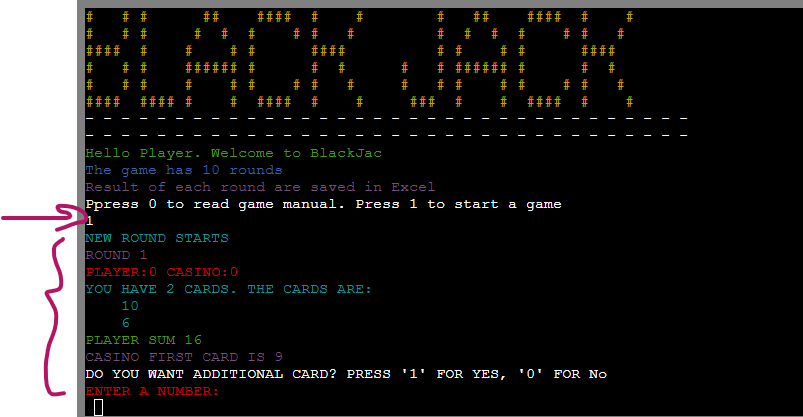 BLACK JACK
- - - - - - - - - - - - - - - - - - - - - - - - - - - - - - - - - -
- - - - - - - - - - - - - - - - - - - - - - - - - - - - - - - - - -
Hello Player. Welcome to BlackJac
The game has 10 rounds
Result of each round are saved in Excel
Ppress 0 to read game manual. Press 1 to start a game
1
NEW ROUND STARTS
ROUND 1
PLAYER:0 CASINO:0
YOU HAVE 2 CARDS. THE CARDS ARE:
10
6
PLAYER SUM 16
CASINO FIRST CARD IS 9
DO YOU WANT ADDITIONAL CARD? PRESS '1' FOR YES, '0' FOR No
ENTER A NUMBER: